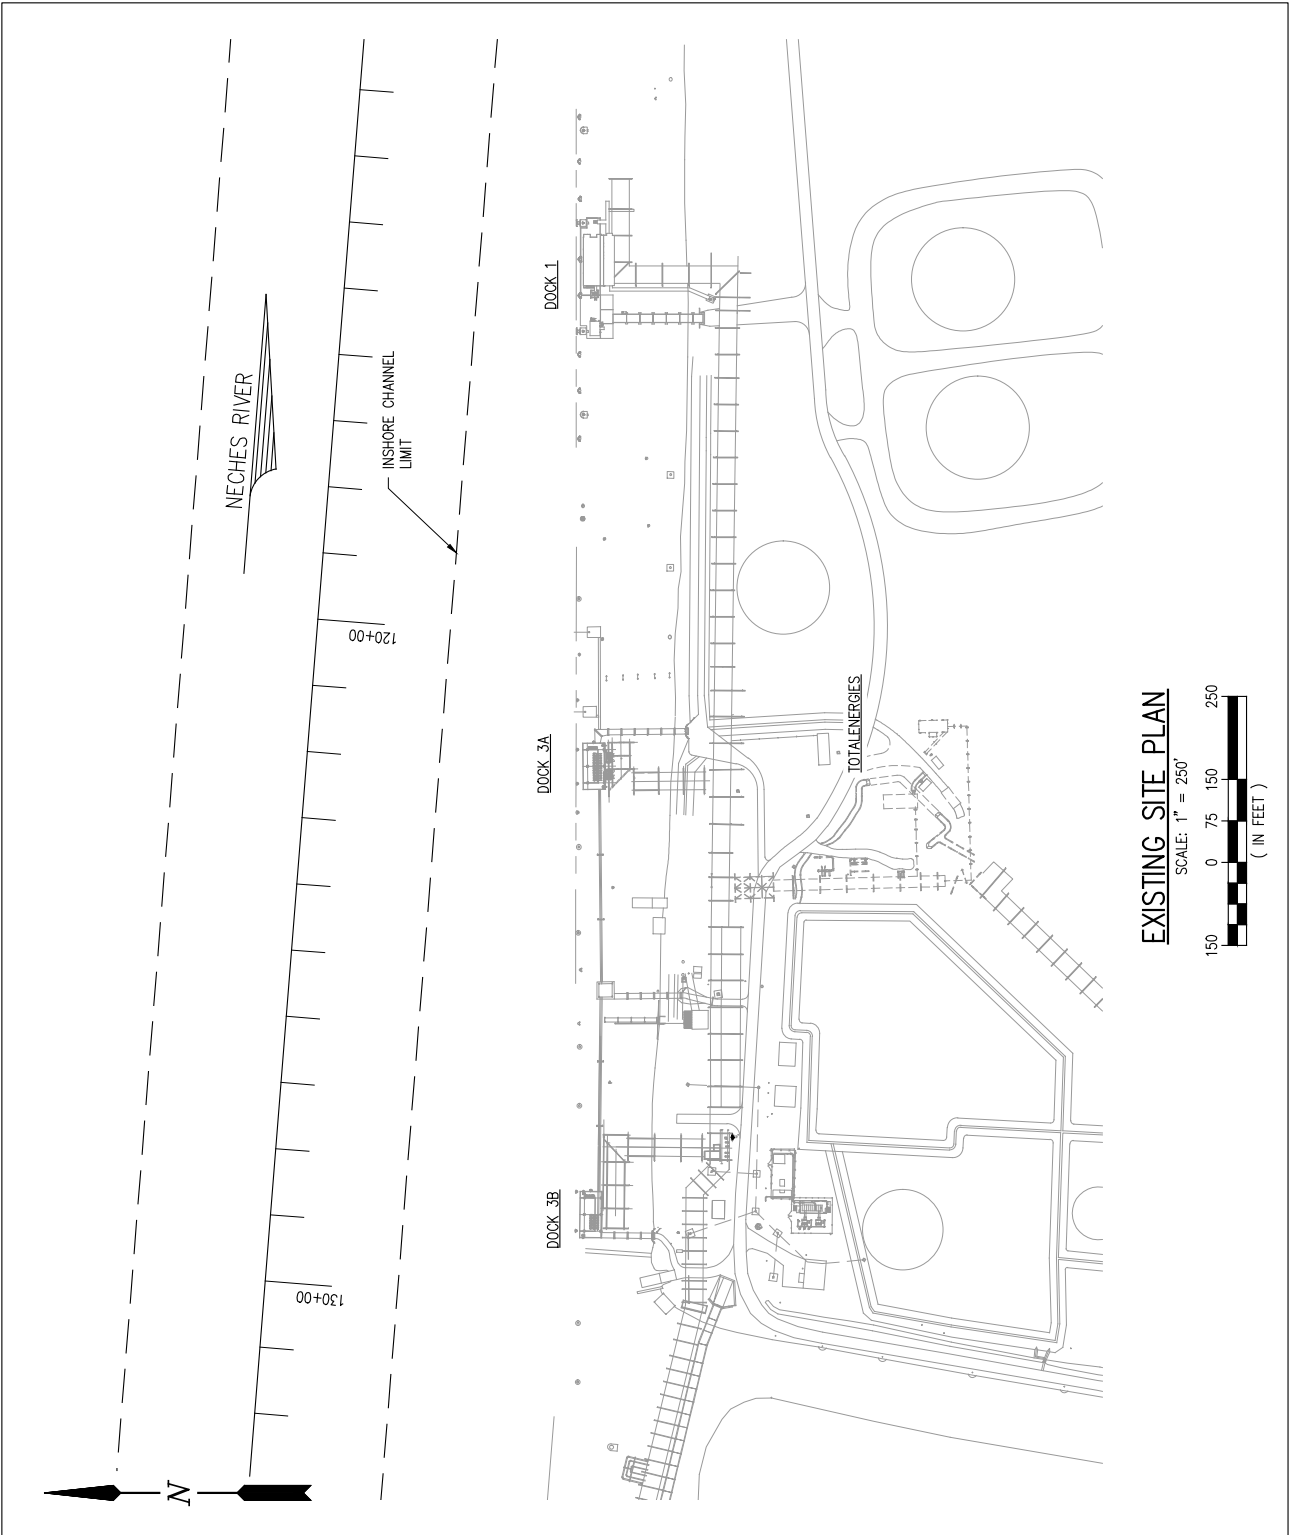 NECHES RIVER
INSHORE CHANNEL
LIMIT
120+00
130+00
DOCK 1
DOCK 3A
DOCK 3B
TOTALENERGIES
EXISTING SITE PLAN
SCALE: 1" = 250'
150 0 75 150 250
( IN FEET )
N